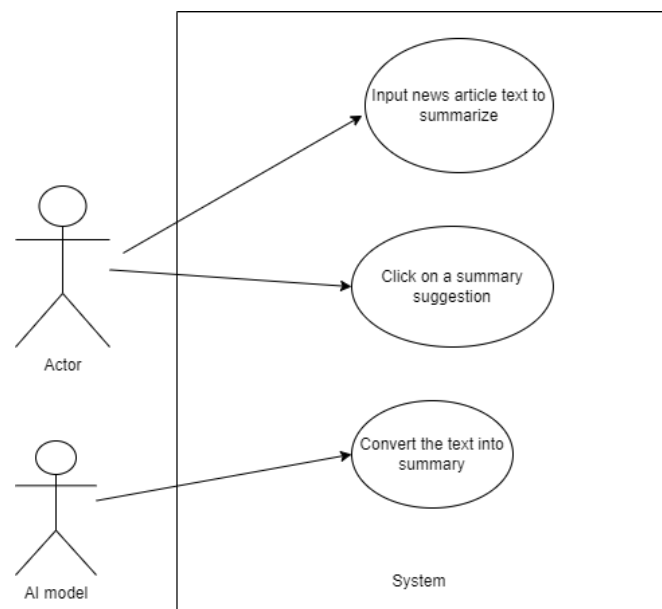 Input news article text to
summarize
Click on a summary
suggestion
Actor
Convert the text into
summary
System
AI model